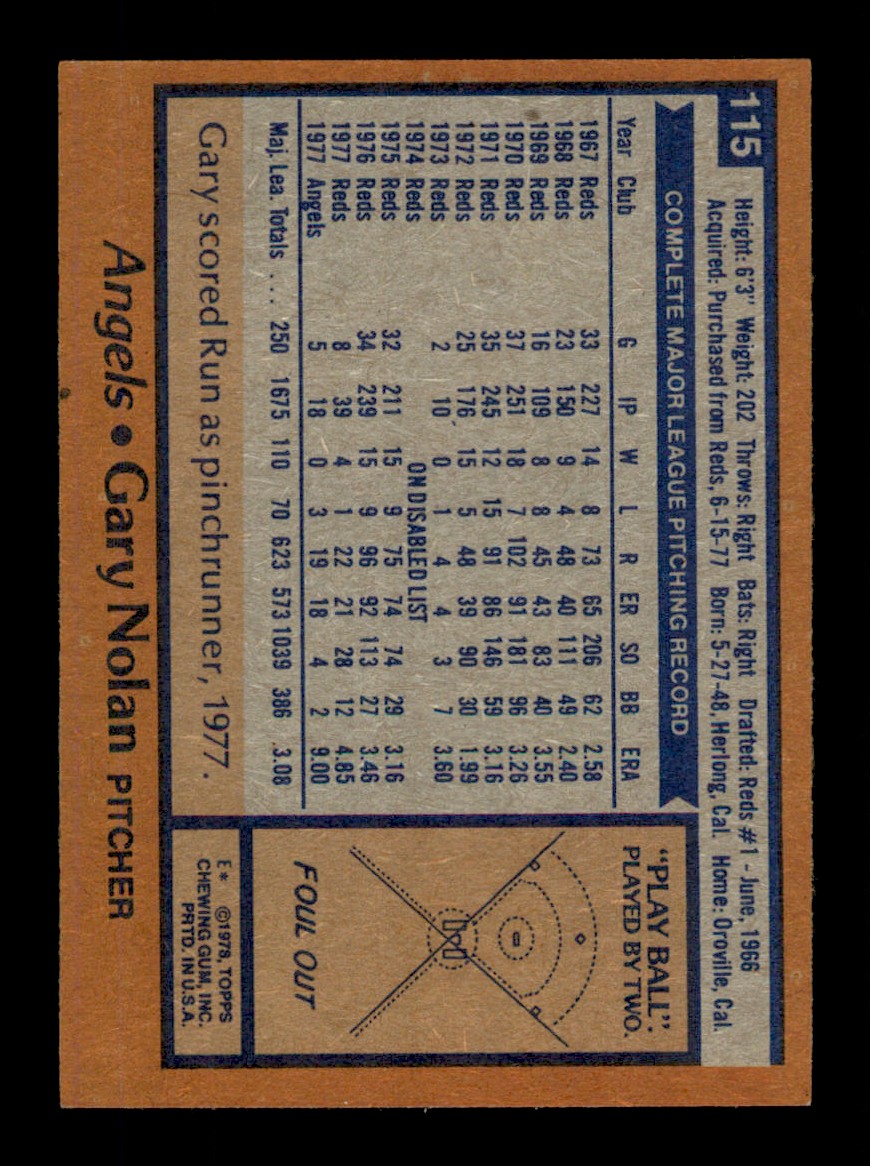 115
Height: 6'3" Weight: 202 Throws: Right Bats: Right Drafted: Reds #1 - June, 1966
Acquired: Purchased from Reds, 6-15-77 Born: 5-27-48, Herlong, Cal. Home: Oroville, Cal.
COMPLETE MAJOR LEAGUE PITCHING RECORD
Year Club G IP W L R ER SO BB ERA
1967 Reds 33 227 14 8 73 65 206 62 2.58
1968 Reds 23 150 9 4 48 40 111 49 2.40
1969 Reds 16 109 8 8 45 43 83 40 3.55
1970 Reds 37 251 18 7 102 91 181 96 3.26
1971 Reds 35 245 12 15 91 86 146 59 3.16
1972 Reds 25 176 15 5 48 39 90 30 1.99
1973 Reds 2 10 0 1 4 4 3 7 3.60
1974 Reds ON DISABLED LIST
1975 Reds 32 211 15 9 75 74 74 29 3.16
1976 Reds 34 239 15 9 96 92 113 27 3.46
1977 Reds 8 39 4 1 22 21 28 12 4.85
1977 Angels 5 18 0 3 19 18 4 2 9.00
Maj. Lea. Totals .... 250 1675 110 70 623 573 1039 386 3.08
Gary scored Run as pinchrunner, 1977.
"PLAY BALL":
PLAYED BY TWO.
FOUL OUT
E* ©1978, TOPPS
CHEWING GUM, INC.
PRTD. IN U.S.A.
Angels • Gary Nolan PITCHER